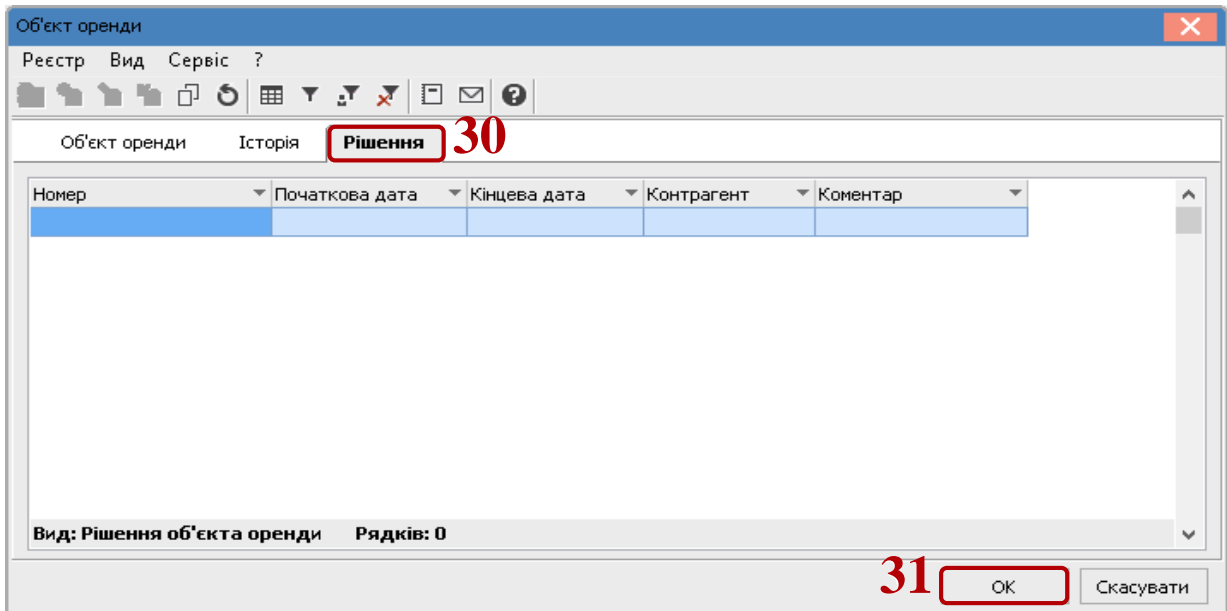 Об'єкт оренди
Реєстр Вид Сервіс ?
Об'єкт оренди Історія Рішення 30
Номер Початкова дата Кінцева дата Контрагент Коментар
Вид: Рішення об'єкта оренди Рядків: 0
31 ОК Скасувати